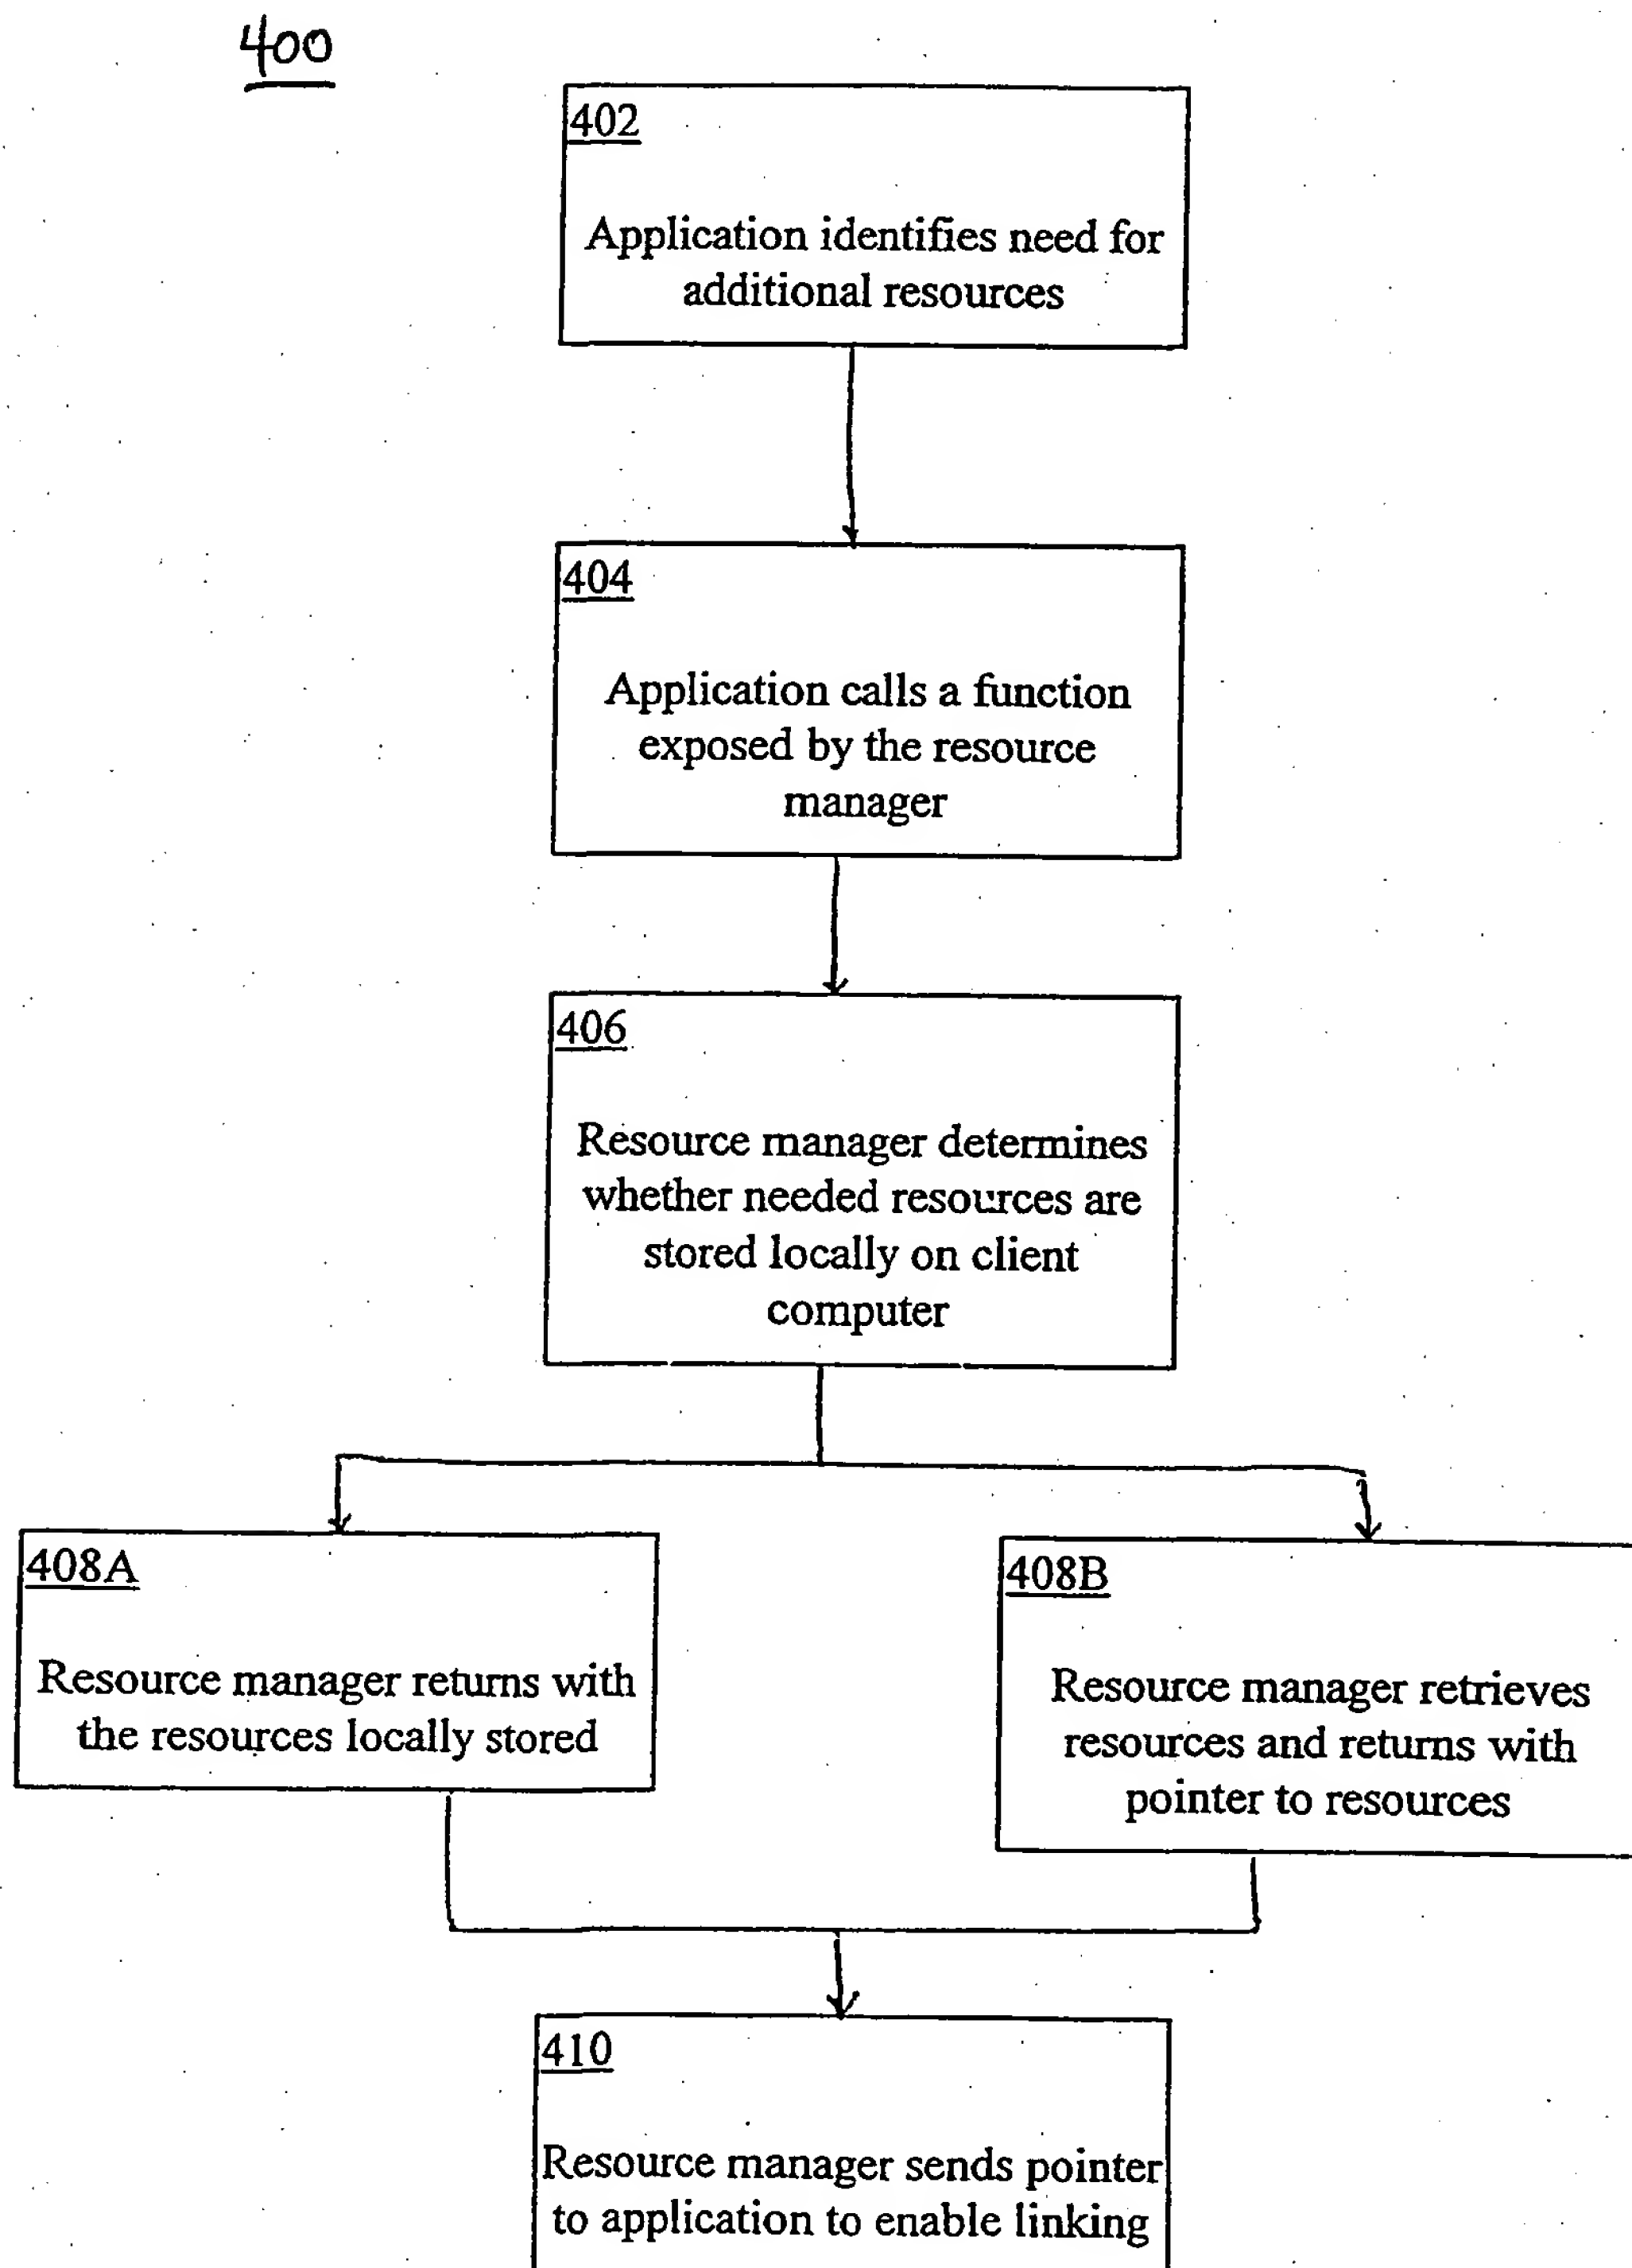 400
402
Application identifies need for
additional resources
404
Application calls a function
exposed by the resource
manager
406
Resource manager determines
whether needed resources are
stored locally on client
computer
408A
Resource manager returns with
the resources locally stored
408B
Resource manager retrieves
resources and returns with
pointer to resources
410
Resource manager sends pointer
to application to enable linking